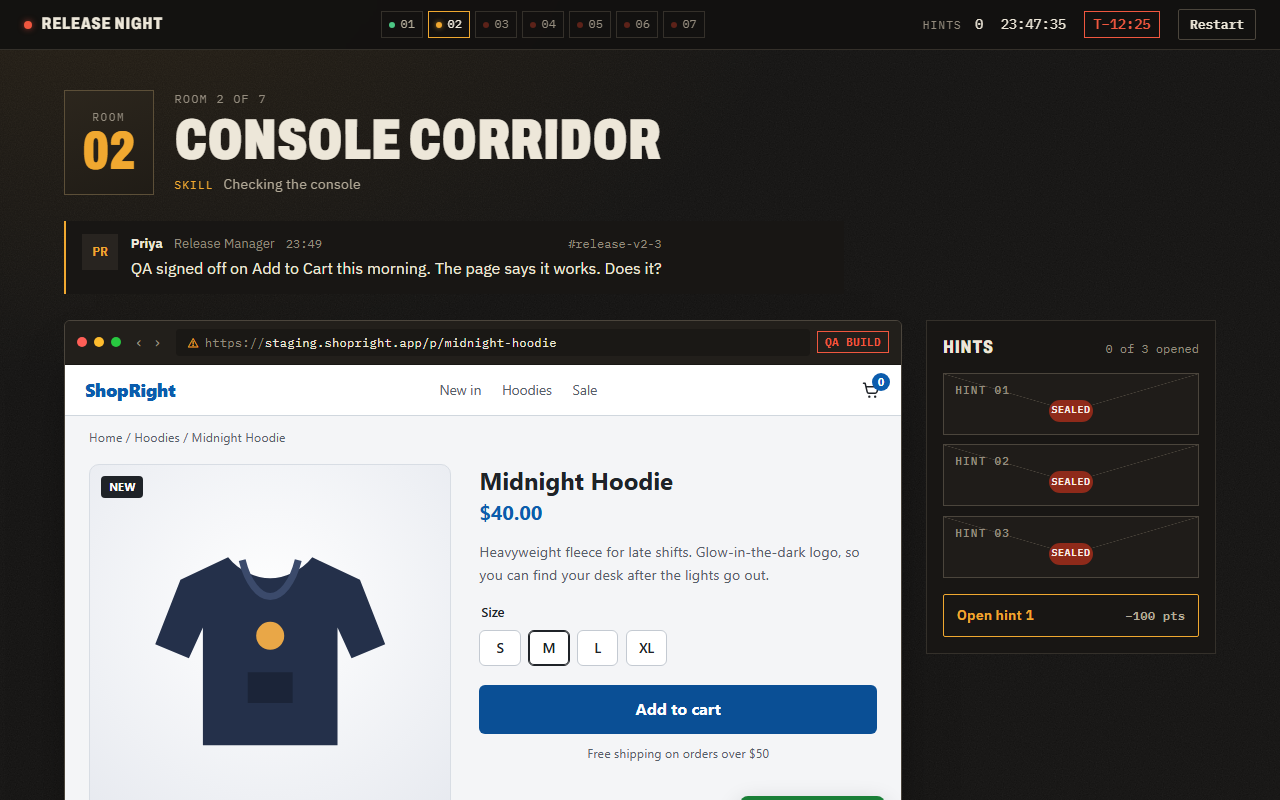 RELEASE NIGHT
01 02 03 04 05 06 07
HINTS 0 23:47:35 T−12:25 Restart
ROOM
02
ROOM 2 OF 7
CONSOLE CORRIDOR
SKILL Checking the console
PR
Priya Release Manager 23:49 #release-v2-3
QA signed off on Add to Cart this morning. The page says it works. Does it?
https://staging.shopright.app/p/midnight-hoodie
QA BUILD
ShopRight
New in Hoodies Sale
0
Home / Hoodies / Midnight Hoodie
NEW
Midnight Hoodie
$40.00
Heavyweight fleece for late shifts. Glow-in-the-dark logo, so
you can find your desk after the lights go out.
Size
S M L XL
Add to cart
Free shipping on orders over $50
HINTS 0 of 3 opened
HINT 01
SEALED
HINT 02
SEALED
HINT 03
SEALED
Open hint 1 −100 pts